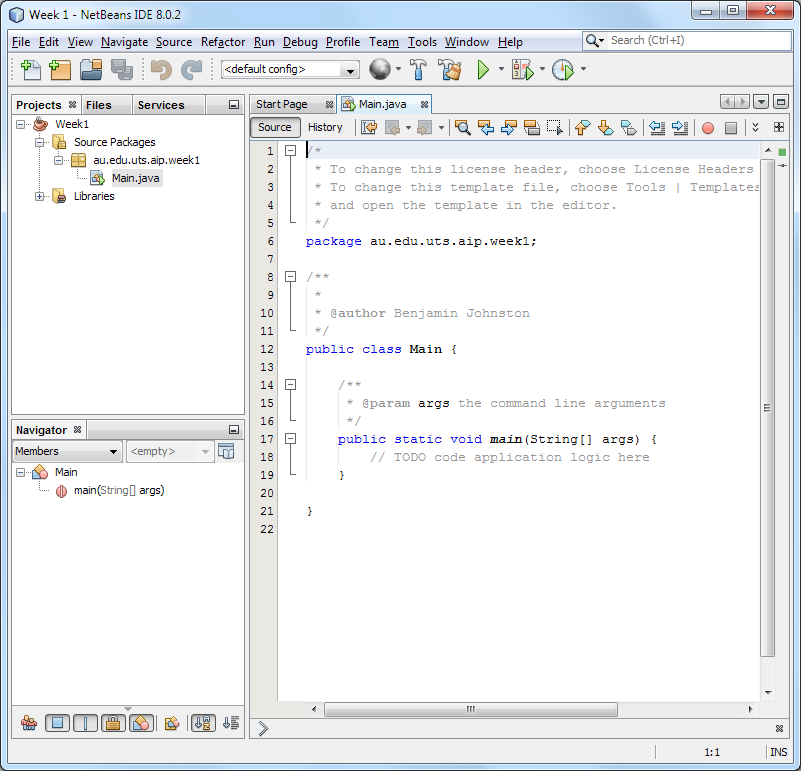 Week 1 - NetBeans IDE 8.0.2
File Edit View Navigate Source Refactor Run Debug Profile Team Tools Window Help
Search (Ctrl+I)
<default config>
Projects Files Services
Week1
Source Packages
au.edu.uts.aip.week1
Main.java
Libraries
Navigator
Members <empty>
Main
main(String[] args)
Start Page Main.java
Source History
1 /*
2 * To change this license header, choose License Headers
3 * To change this template file, choose Tools | Templates
4 * and open the template in the editor.
5 */
6 package au.edu.uts.aip.week1;
7
8 /**
9 *
10 * @author Benjamin Johnston
11 */
12 public class Main {
13
14 /**
15 * @param args the command line arguments
16 */
17 public static void main(String[] args) {
18 // TODO code application logic here
19 }
20
21 }
22
1:1 INS